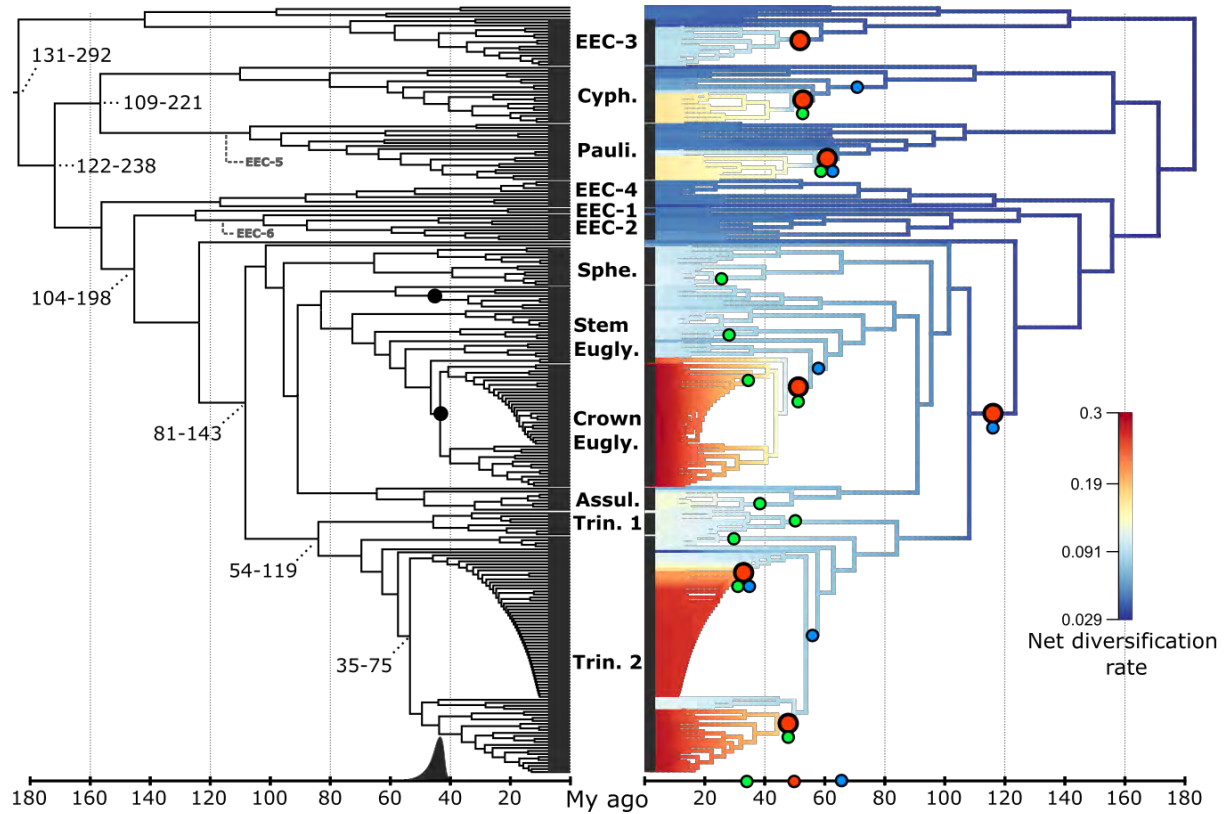 131-292
109-221
122-238
EEC-5
EEC-6
104-198
81-143
54-119
35-75
EEC-3
Cyph.
Pauli.
EEC-4
EEC-1
EEC-2
Sphe.
Stem
Eugly.
Crown
Eugly.
Assul.
Trin. 1
Trin. 2
0.3
0.19
0.091
0.029
Net diversification
rate
180 160 140 120 100 80 60 40 20 My ago 20 40 60 80 100 120 140 160 180